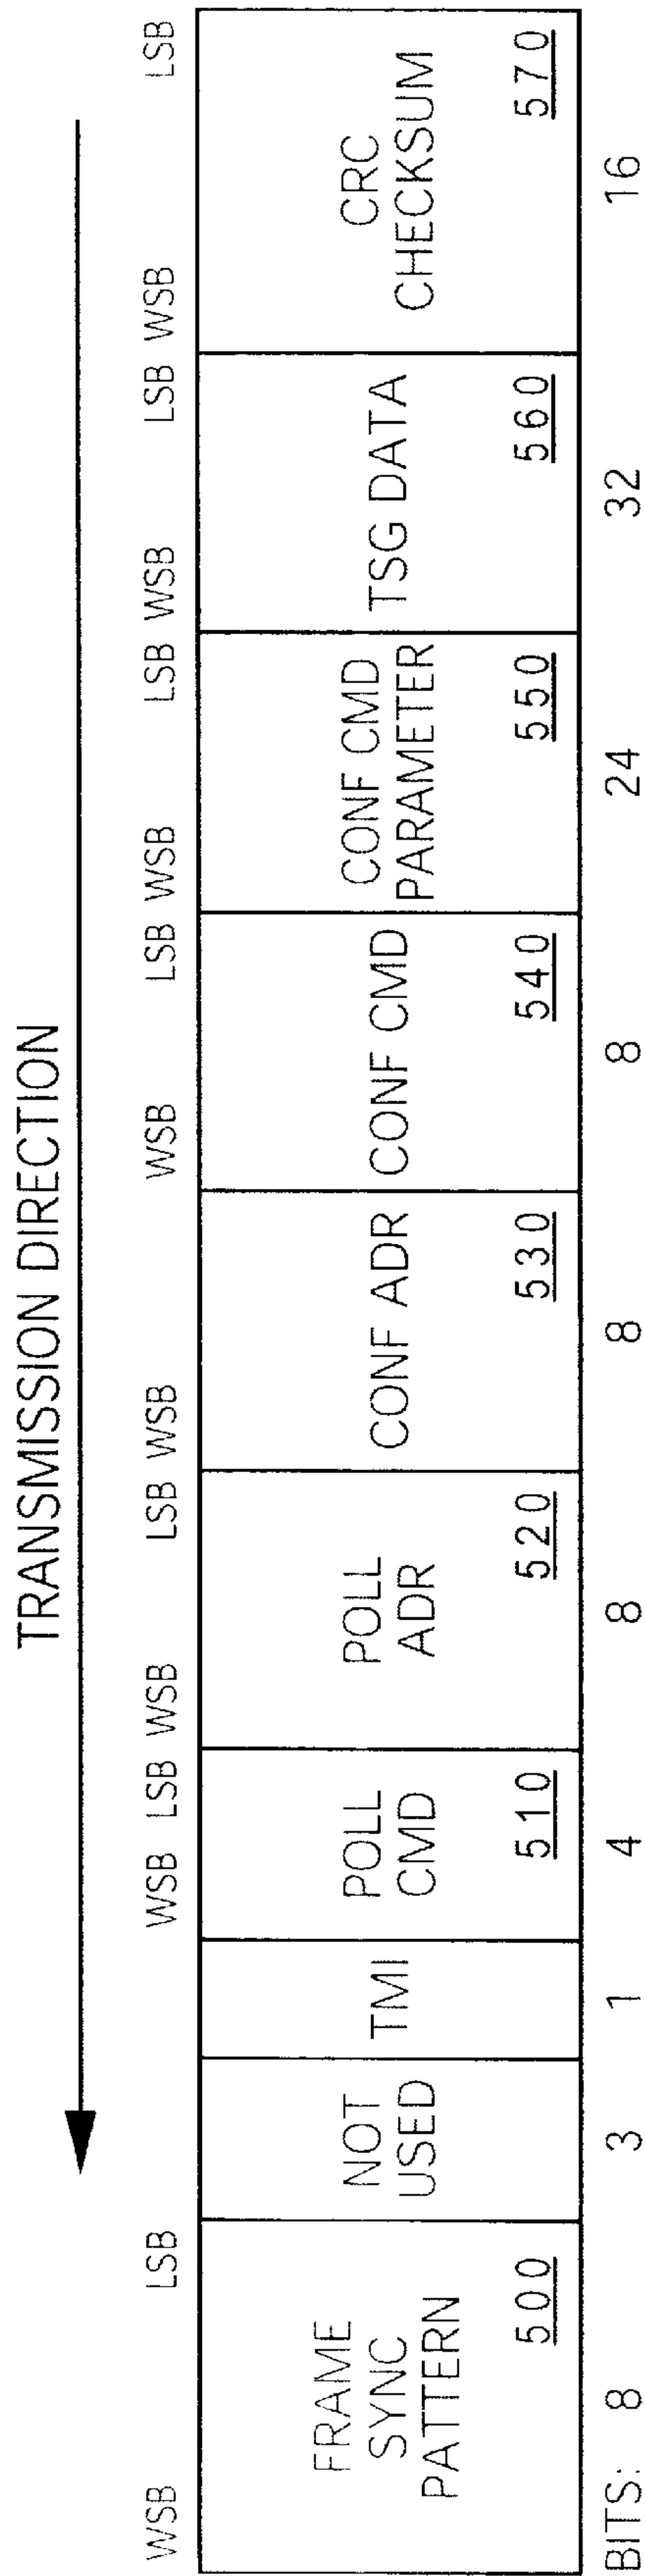 TRANSMISSION DIRECTION
WSB LSB WSB LSB WSB LSB WSB WSB LSB WSB LSB WSB LSB WSB LSB
FRAME
SYNC
PATTERN
500
NOT
USED
TMI
POLL
CMD
510
POLL
ADR
520
CONF ADR
530
CONF CMD
540
CONF CMD
PARAMETER
550
TSG DATA
560
CRC
CHECKSUM
570
BITS: 8 3 1 4 8 8 8 24 32 16